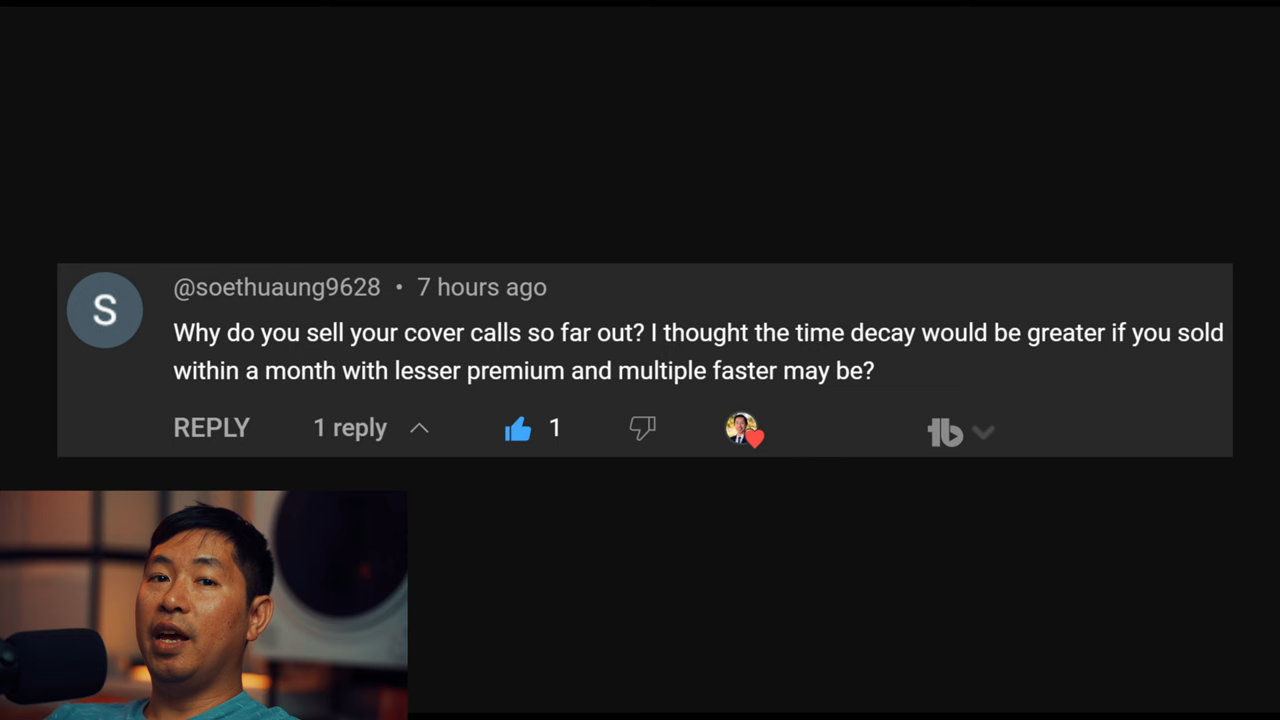 S
@soethuaung9628 • 7 hours ago
Why do you sell your cover calls so far out? I thought the time decay would be greater if you sold
within a month with lesser premium and multiple faster may be?
REPLY 1 reply 1